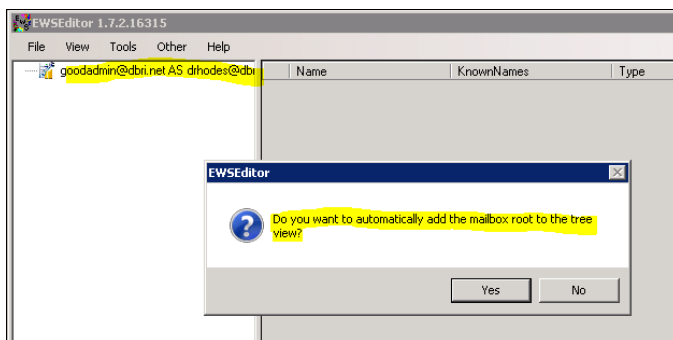 EWSEditor 1.7.2.16315
File View Tools Other Help
goodadmin@dbri.net AS drhodes@dbri
Name KnownNames Type
EWSEditor
Do you want to automatically add the mailbox root to the tree
view?
Yes No